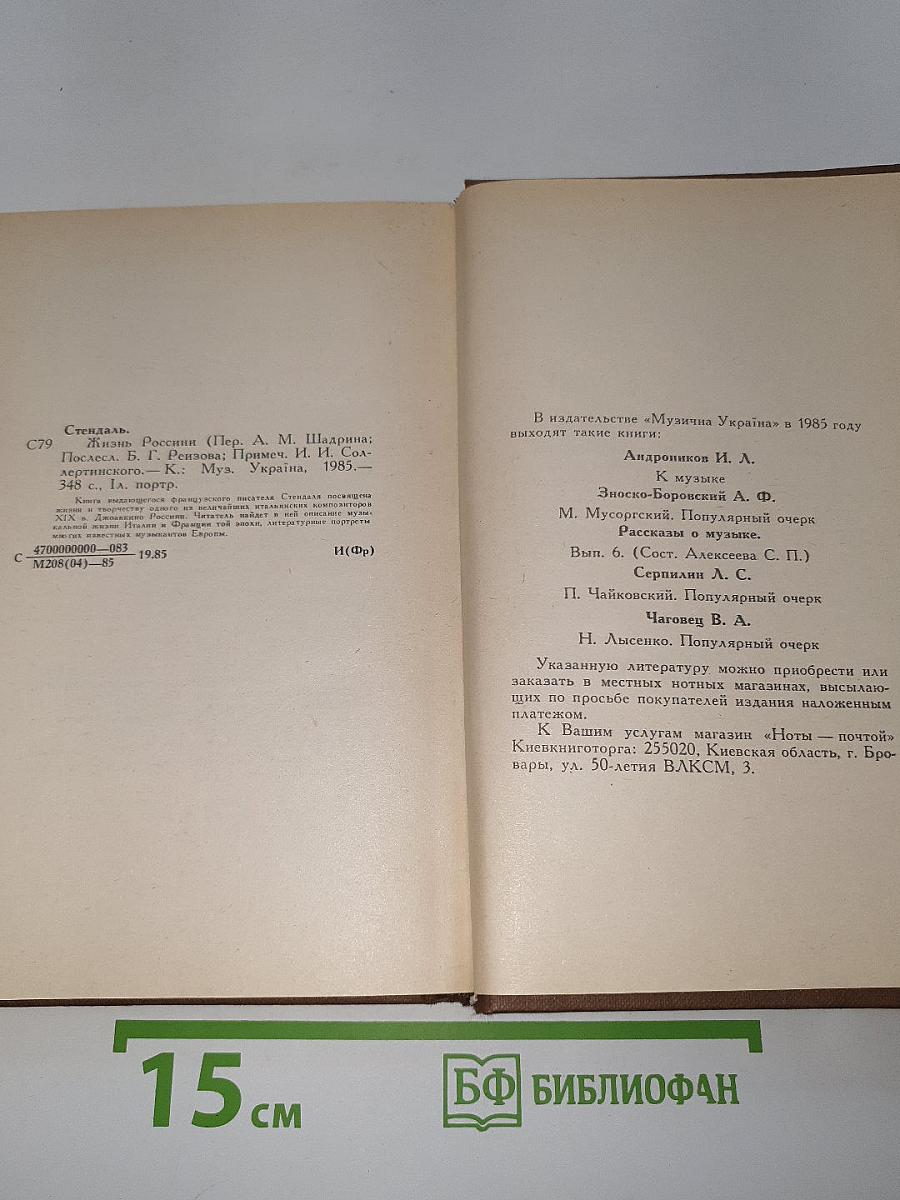 Стендаль.
С79 Жизнь Россини (Пер. А. М. Шадрина;
Послесл. Б. Г. Реизова; Примеч. И. И. Сол-
лертинского.— К.: Муз. Україна, 1985.—
348 с., 1л. портр.
Книга выдающегося французского писателя Стендаля посвящена
жизни и творчеству одного из величайших итальянских композиторов
XIX в. Джоаккино Россини. Читатель найдет в ней описание музы-
кальной жизни Италии и Франции той эпохи, литературные портреты
многих известных музыкантов Европы.
С 4700000000—083 19.85 И(Фр)
М208(04)—85
В издательстве «Музична Україна» в 1985 году
выходят такие книги:
Андроников И. Л.
К музыке
Зноско-Боровский А. Ф.
М. Мусоргский. Популярный очерк
Рассказы о музыке.
Вып. 6. (Сост. Алексеева С. П.)
Серпилин Л. С.
П. Чайковский. Популярный очерк
Чаговец В. А.
Н. Лысенко. Популярный очерк
Указанную литературу можно приобрести или
заказать в местных нотных магазинах, высылаю-
щих по просьбе покупателей издания наложенным
платежом.
К Вашим услугам магазин «Ноты — почтой»
Киевкниготорга: 255020, Киевская область, г. Бро-
вары, ул. 50-летия ВЛКСМ, 3.
15 см
БФ БИБЛИОФАН